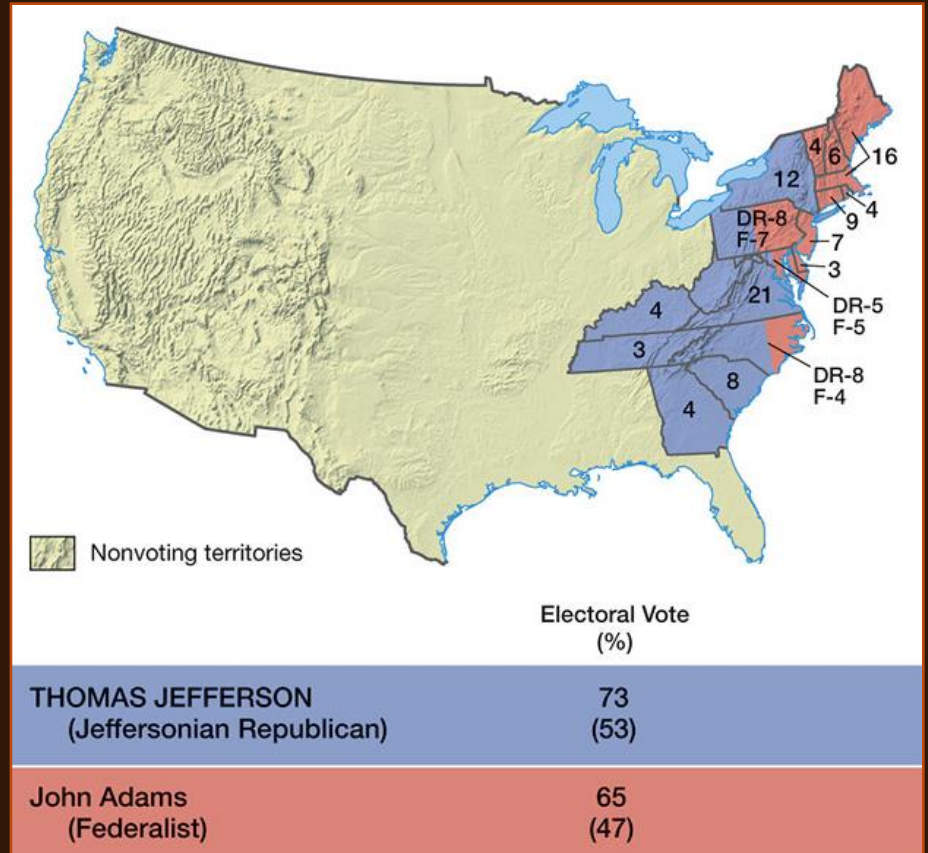 4
6
16
12
4
9
DR-8
F-7
7
3
DR-5
F-5
21
4
3
DR-8
F-4
8
4
Nonvoting territories
Electoral Vote
(%)
THOMAS JEFFERSON 73
(Jeffersonian Republican) (53)
John Adams 65
(Federalist) (47)